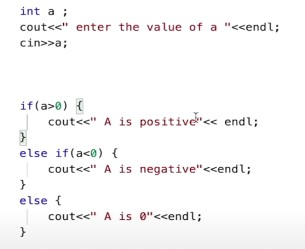 int a ;
cout<<" enter the value of a "<<endl;
cin>>a;
if(a>0) {
cout<<" A is positive"<< endl;
}
else if(a<0) {
cout<<" A is negative"<<endl;
}
else {
cout<<" A is 0"<<endl;
}